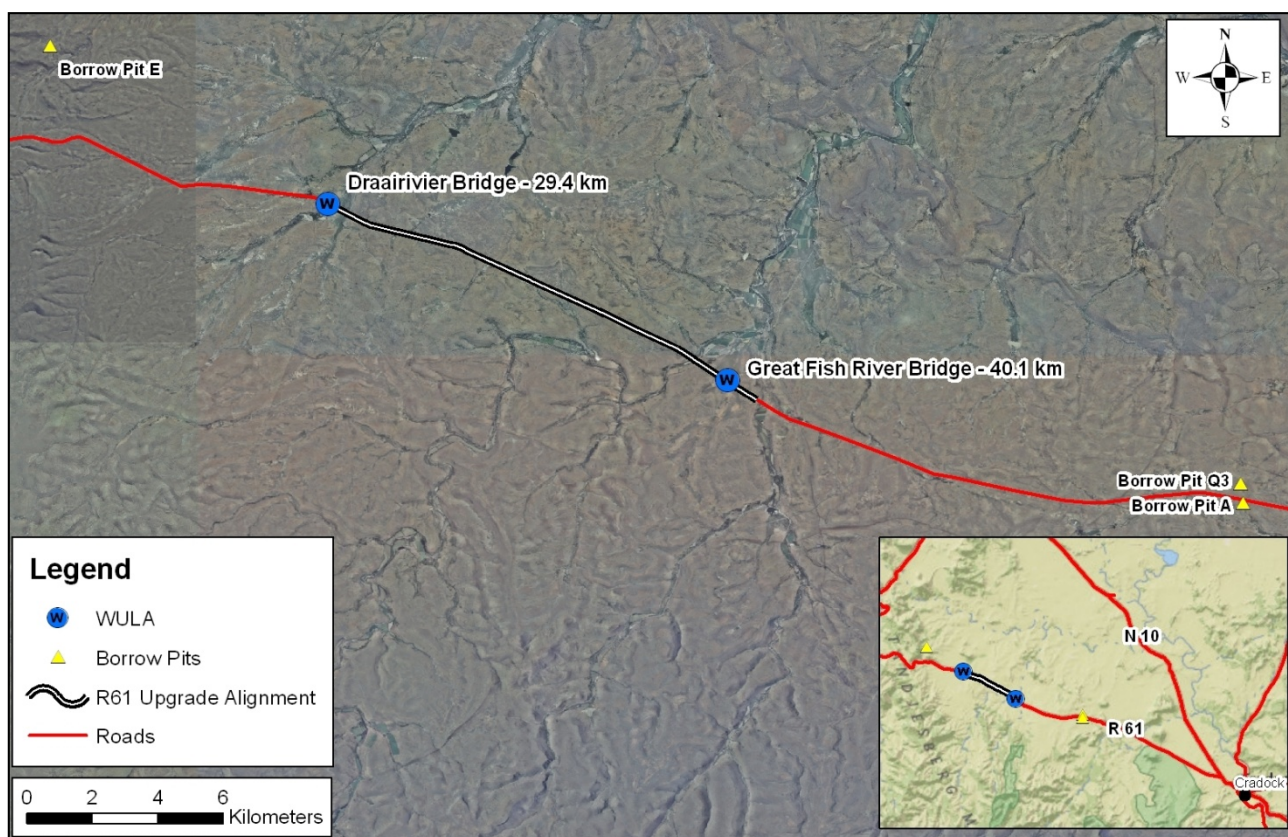 Borrow Pit E
N
W E
S
Draairivier Bridge - 29.4 km
Great Fish River Bridge - 40.1 km
Borrow Pit Q3
Borrow Pit A
Legend
W WULA
Borrow Pits
R61 Upgrade Alignment
Roads
0 2 4 6
Kilometers
N 10
R 61
Cradock
W
W
W
W